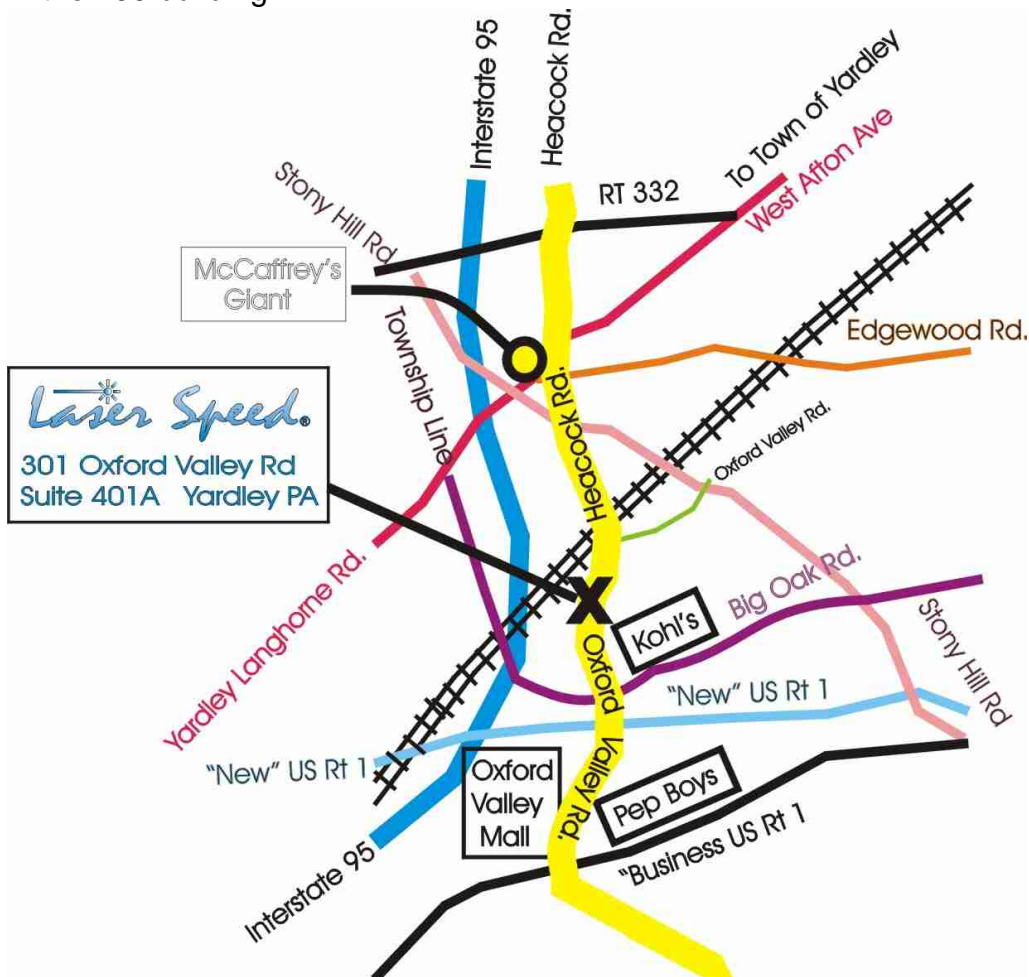 Interstate 95
Heacock Rd.
To Town of Yardley
West Afton Ave
RT 332
Stony Hill Rd
McCaffrey's
Giant
Township Line
Edgewood Rd.
Laser Speed®
301 Oxford Valley Rd
Suite 401A Yardley PA
Heacock Rd.
Oxford Valley Rd.
Yardley Langhorne Rd.
X
Kohl's
Big Oak Rd.
Stony Hill Rd
Oxford Valley Rd.
"New" US Rt 1
"New" US Rt 1
Oxford
Valley
Mall
Pep Boys
"Business US Rt 1
Interstate 95